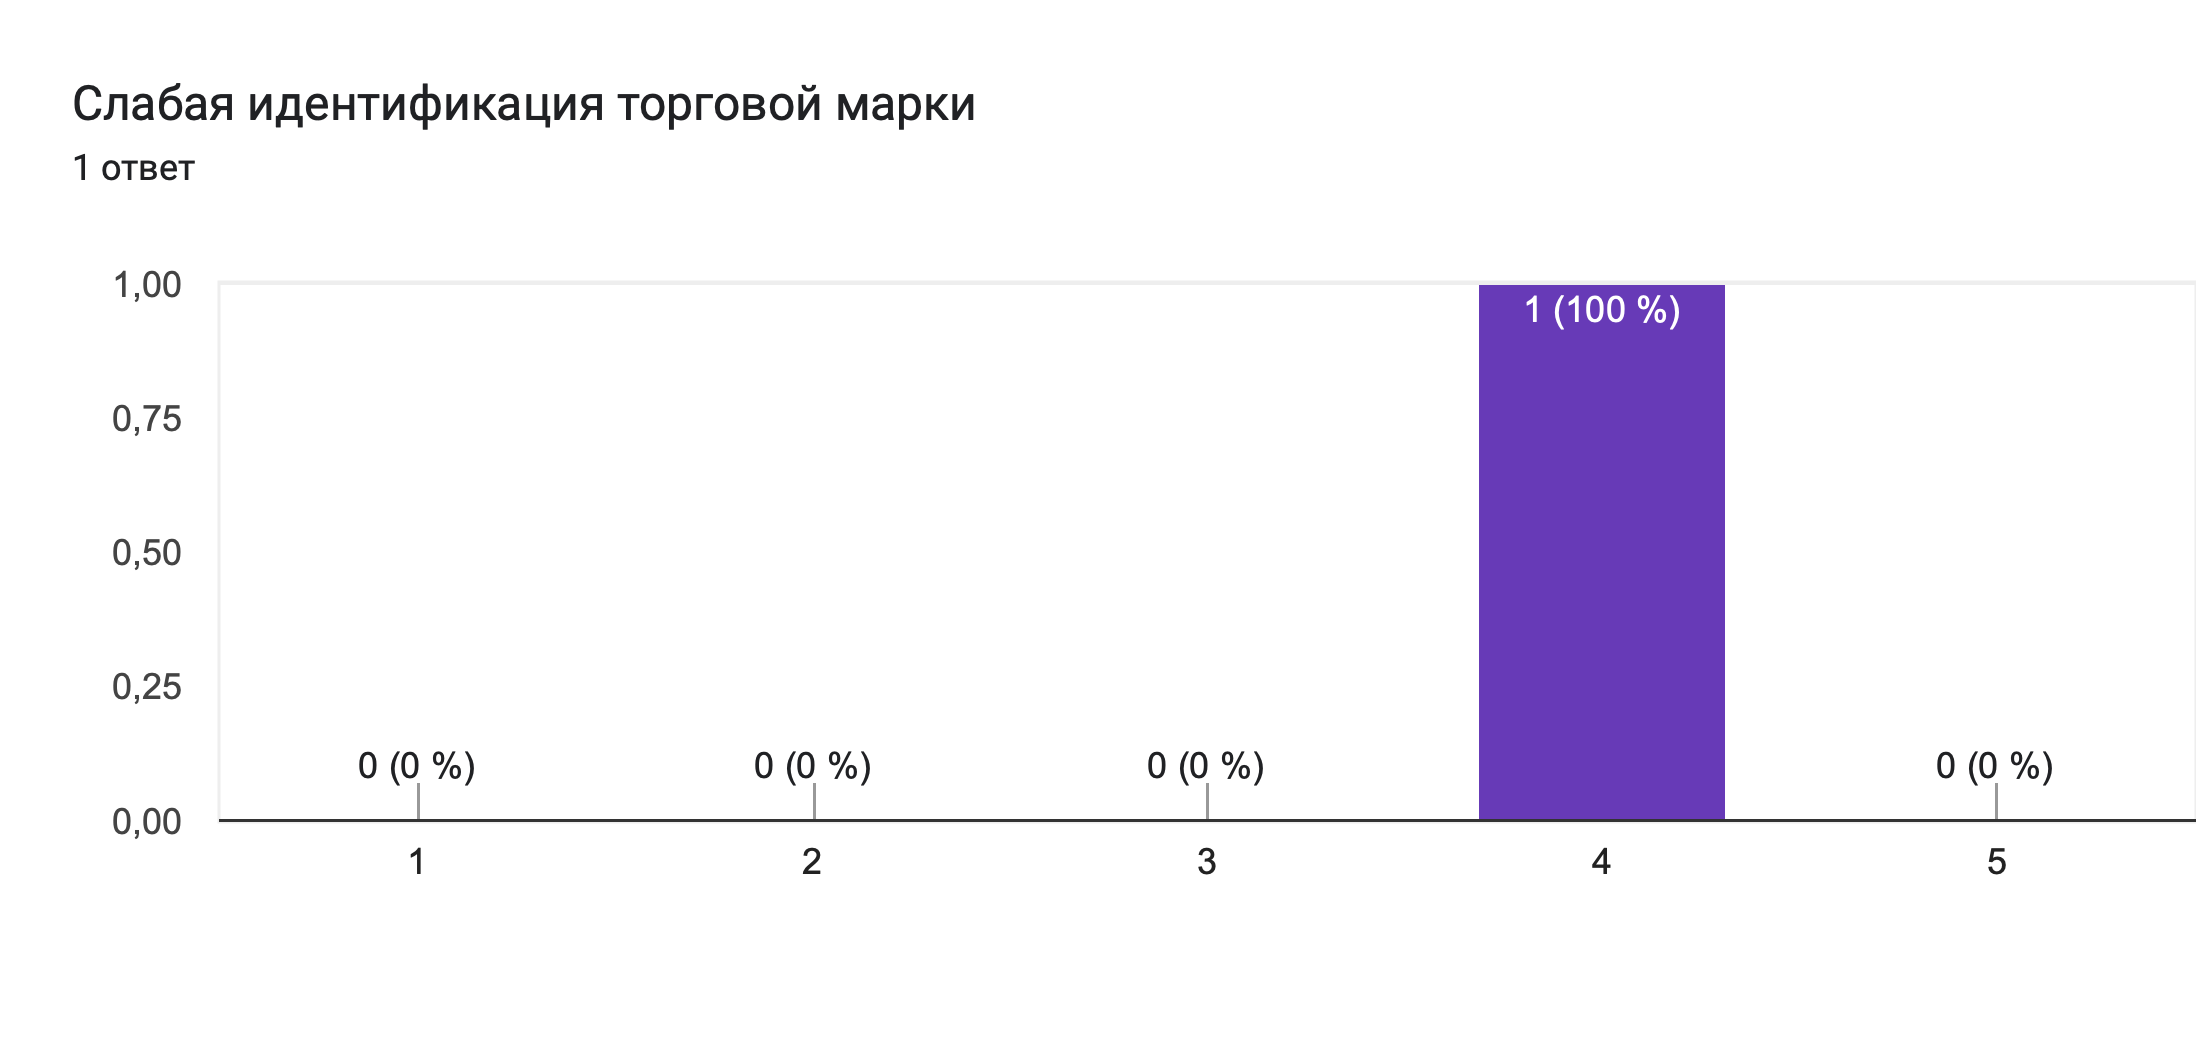 Слабая идентификация торговой марки
1 ответ
1,00
1 (100 %)
0,75
0,50
0,25
0 (0 %) 0 (0 %) 0 (0 %) 0 (0 %)
0,00
1 2 3 4 5